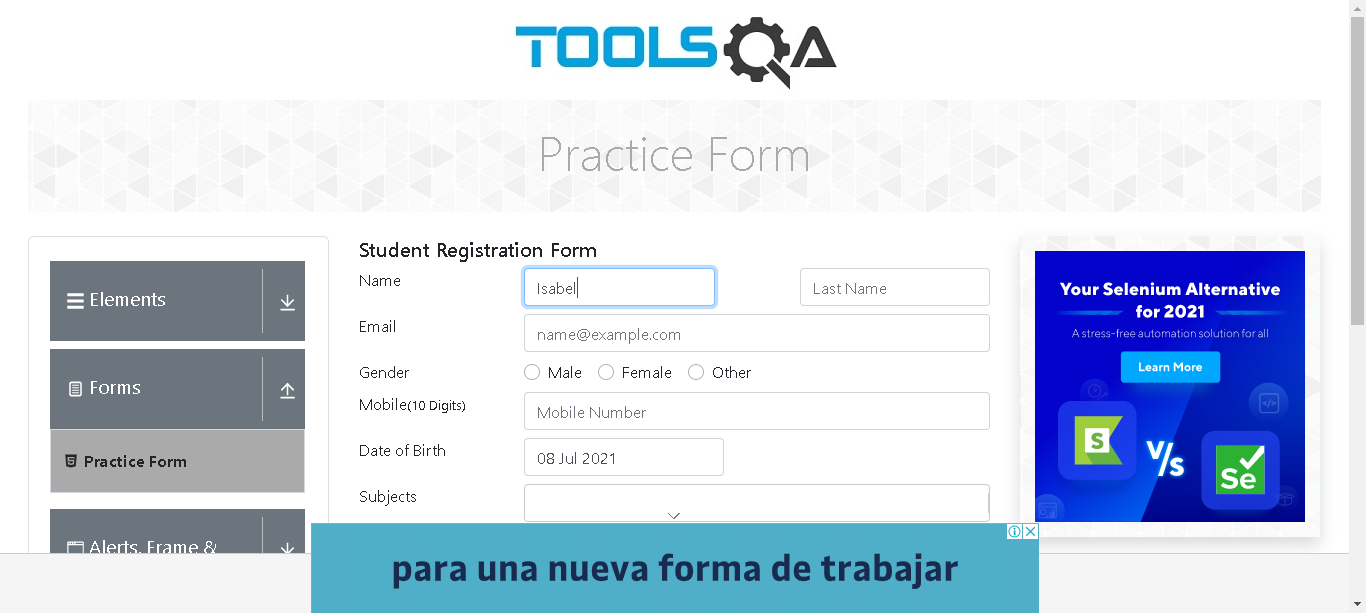 TOOLSQA
Practice Form
Elements
Forms
Practice Form
Alerts, Frame &
Student Registration Form
Name
Isabel
Last Name
Email
name@example.com
Gender
Male
Female
Other
Mobile(10 Digits)
Mobile Number
Date of Birth
08 Jul 2021
Subjects
Your Selenium Alternative
for 2021
A stress-free automation solution for all
Learn More
S
V/s
Se
para una nueva forma de trabajar